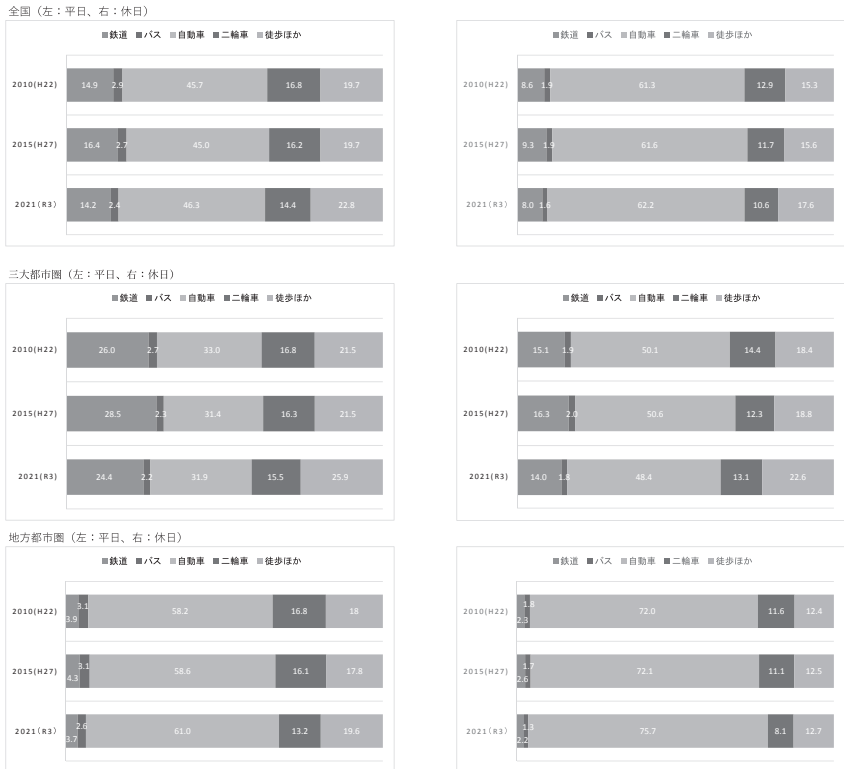 全国（左：平日、右：休日）
■鉄道 ■バス ■自動車 ■二輪車 ■徒歩ほか
2010(H22) 14.9 2.9 45.7 16.8 19.7
2015(H27) 16.4 2.7 45.0 16.2 19.7
2021(R3) 14.2 2.4 46.3 14.4 22.8
■鉄道 ■バス ■自動車 ■二輪車 ■徒歩ほか
2010(H22) 8.6 1.9 61.3 12.9 15.3
2015(H27) 9.3 1.9 61.6 11.7 15.6
2021(R3) 8.0 1.6 62.2 10.6 17.6
三大都市圏（左：平日、右：休日）
■鉄道 ■バス ■自動車 ■二輪車 ■徒歩ほか
2010(H22) 26.0 2.7 33.0 16.8 21.5
2015(H27) 28.5 2.3 31.4 16.3 21.5
2021(R3) 24.4 2.2 31.9 15.5 25.9
■鉄道 ■バス ■自動車 ■二輪車 ■徒歩ほか
2010(H22) 15.1 1.9 50.1 14.4 18.4
2015(H27) 16.3 2.0 50.6 12.3 18.8
2021(R3) 14.0 1.8 48.4 13.1 22.6
地方都市圏（左：平日、右：休日）
■鉄道 ■バス ■自動車 ■二輪車 ■徒歩ほか
2010(H22) 3.9 3.1 58.2 16.8 18
2015(H27) 4.3 3.1 58.6 16.1 17.8
2021(R3) 3.7 2.6 61.0 13.2 19.6
■鉄道 ■バス ■自動車 ■二輪車 ■徒歩ほか
2010(H22) 2.3 1.8 72.0 11.6 12.4
2015(H27) 2.6 1.7 72.1 11.1 12.5
2021(R3) 2.2 1.3 75.7 8.1 12.7